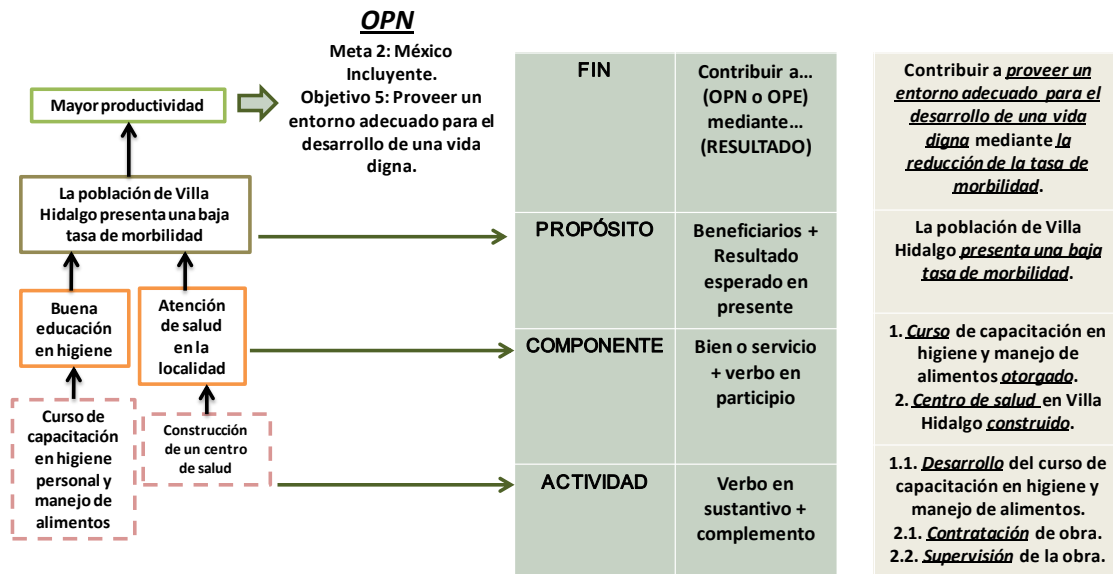 OPN
Meta 2: México
Incluyente.
Objetivo 5: Proveer un
entorno adecuado para el
desarrollo de una vida
digna.
Mayor productividad
La población de Villa
Hidalgo presenta una baja
tasa de morbilidad
Buena
educación
en higiene
Atención
de salud
en la
localidad
Curso de
capacitación
en higiene
personal y
manejo de
alimentos
Construcción
de un centro
de salud
FIN
Contribuir a...
(OPN o OPE)
mediante...
(RESULTADO)
Contribuir a proveer un
entorno adecuado para el
desarrollo de una vida
digna mediante la
reducción de la tasa de
morbilidad.
PROPÓSITO
Beneficiarios +
Resultado
esperado en
presente
La población de Villa
Hidalgo presenta una baja
tasa de morbilidad.
COMPONENTE
Bien o servicio
+ verbo en
participio
1. Curso de capacitación en
higiene y manejo de
alimentos otorgado.
2. Centro de salud en Villa
Hidalgo construido.
ACTIVIDAD
Verbo en
sustantivo +
complemento
1.1. Desarrollo del curso de
capacitación en higiene y
manejo de alimentos.
2.1. Contratación de obra.
2.2. Supervisión de la obra.